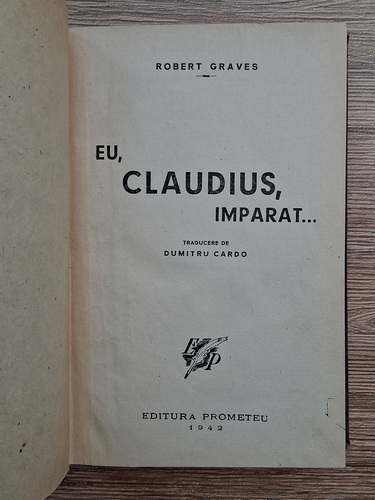 ROBERT GRAVES
EU,
CLAUDIUS,
IMPARAT...
TRADUCERE DE
DUMITRU CARDO
E P
EDITURA PROMETEU
1942